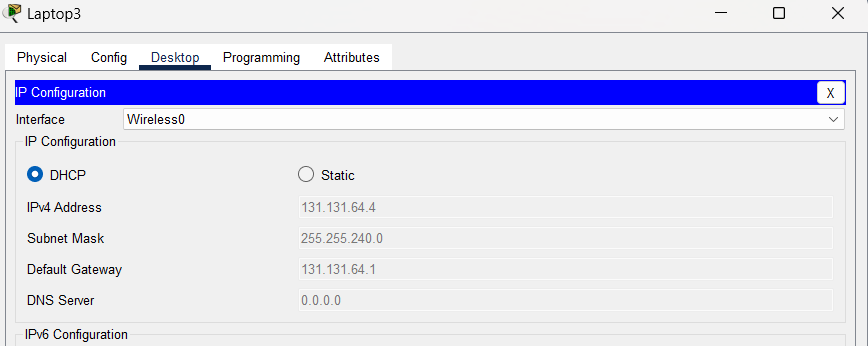 Laptop3
Physical Config Desktop Programming Attributes
IP Configuration X
Interface Wireless0
IP Configuration
DHCP Static
IPv4 Address 131.131.64.4
Subnet Mask 255.255.240.0
Default Gateway 131.131.64.1
DNS Server 0.0.0.0
IPv6 Configuration